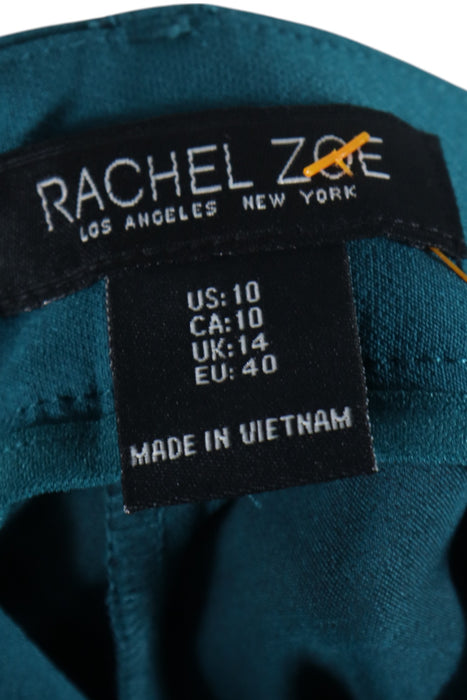 RACHEL ZOE
LOS ANGELES NEW YORK
US: 10
CA: 10
UK: 14
EU: 40
MADE IN VIETNAM